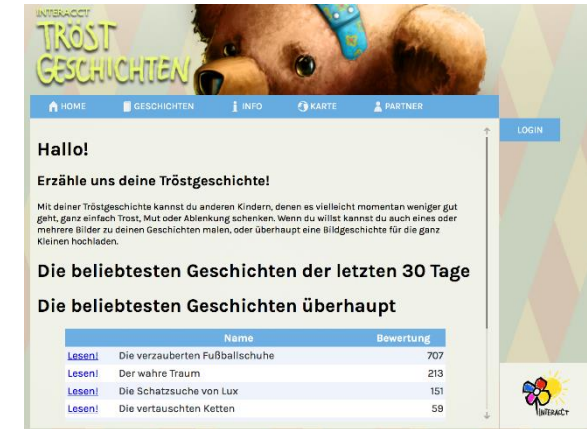 INTERACCT
TRÖST
GESCHICHTEN
HOME GESCHICHTEN INFO KARTE PARTNER
LOGIN
Hallo!
Erzähle uns deine Tröstgeschichte!
Mit deiner Tröstgeschichte kannst du anderen Kindern, denen es vielleicht momentan weniger gut
geht, ganz einfach Trost, Mut oder Ablenkung schenken. Wenn du willst kannst du auch eines oder
mehrere Bilder zu deinen Geschichten malen, oder überhaupt eine Bildgeschichte für die ganz
Kleinen hochladen.
Die beliebtesten Geschichten der letzten 30 Tage
Die beliebtesten Geschichten überhaupt
Name Bewertung
Lesen! Die verzauberten Fußballschuhe 707
Lesen! Der wahre Traum 213
Lesen! Die Schatzsuche von Lux 151
Lesen! Die vertauschten Ketten 59
INTERACCT